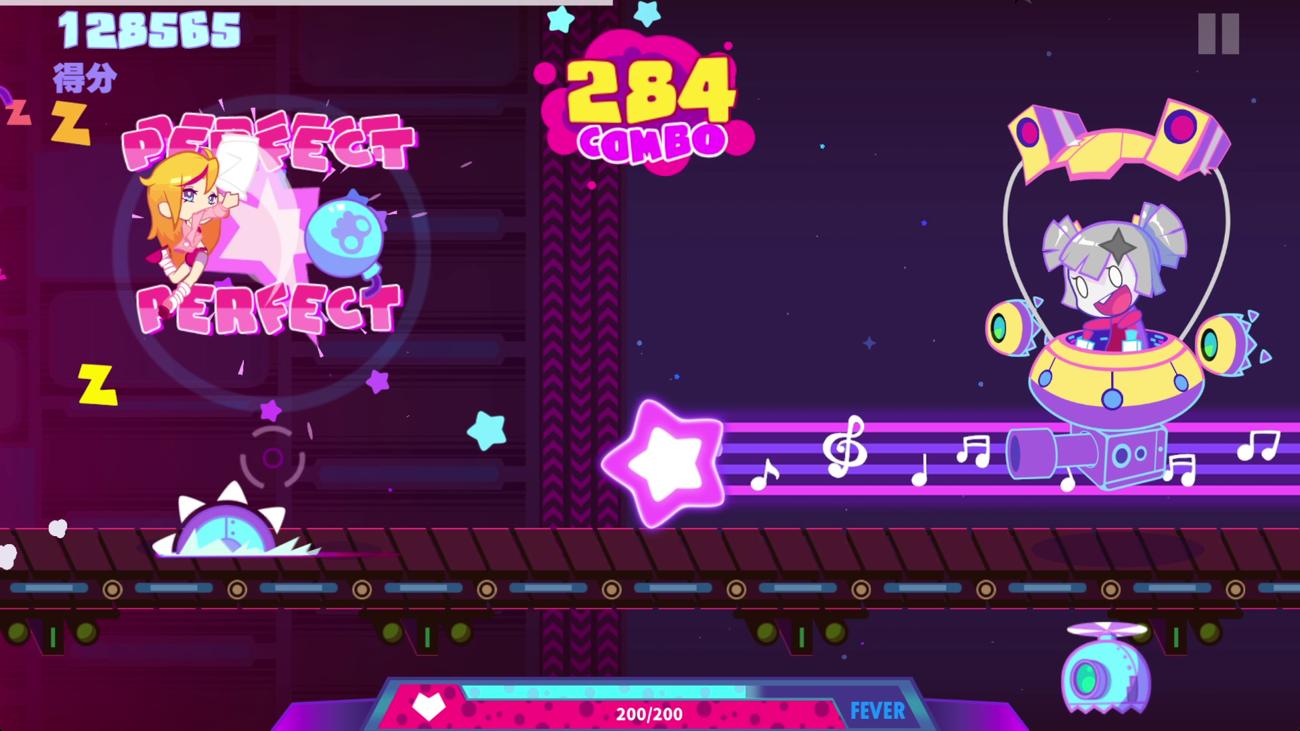 128565
得分
Z
Z
284
COMBO
PERFECT
PERFECT
Z
200/200
FEVER